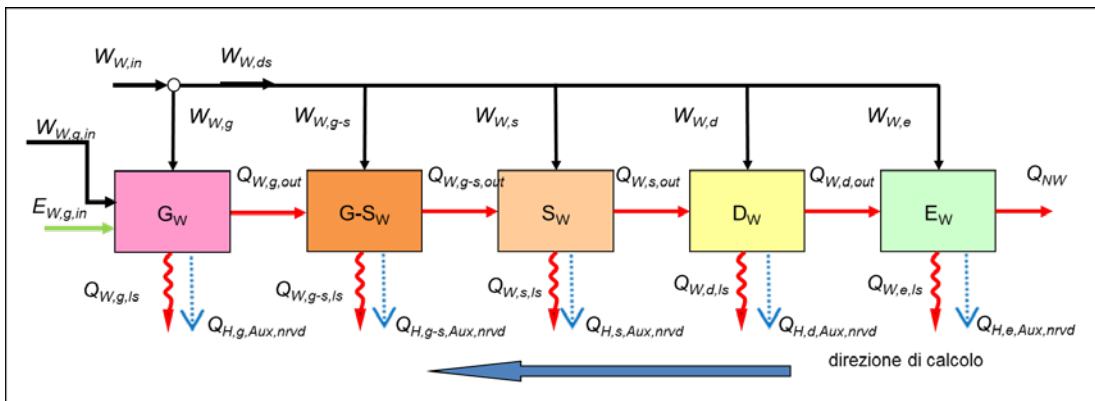 W_W,in
W_W,ds
W_W,g
W_W,g-s
W_W,s
W_W,d
W_W,e
W_W,g,in
Q_W,g,out
Q_W,g-s,out
Q_W,s,out
Q_W,d,out
Q_NW
E_W,g,in
G_W
G-S_W
S_W
D_W
E_W
Q_W,g,ls
Q_W,g-s,ls
Q_W,s,ls
Q_W,d,ls
Q_W,e,ls
Q_H,g,Aux,nrvd
Q_H,g-s,Aux,nrvd
Q_H,s,Aux,nrvd
Q_H,d,Aux,nrvd
Q_H,e,Aux,nrvd
direzione di calcolo